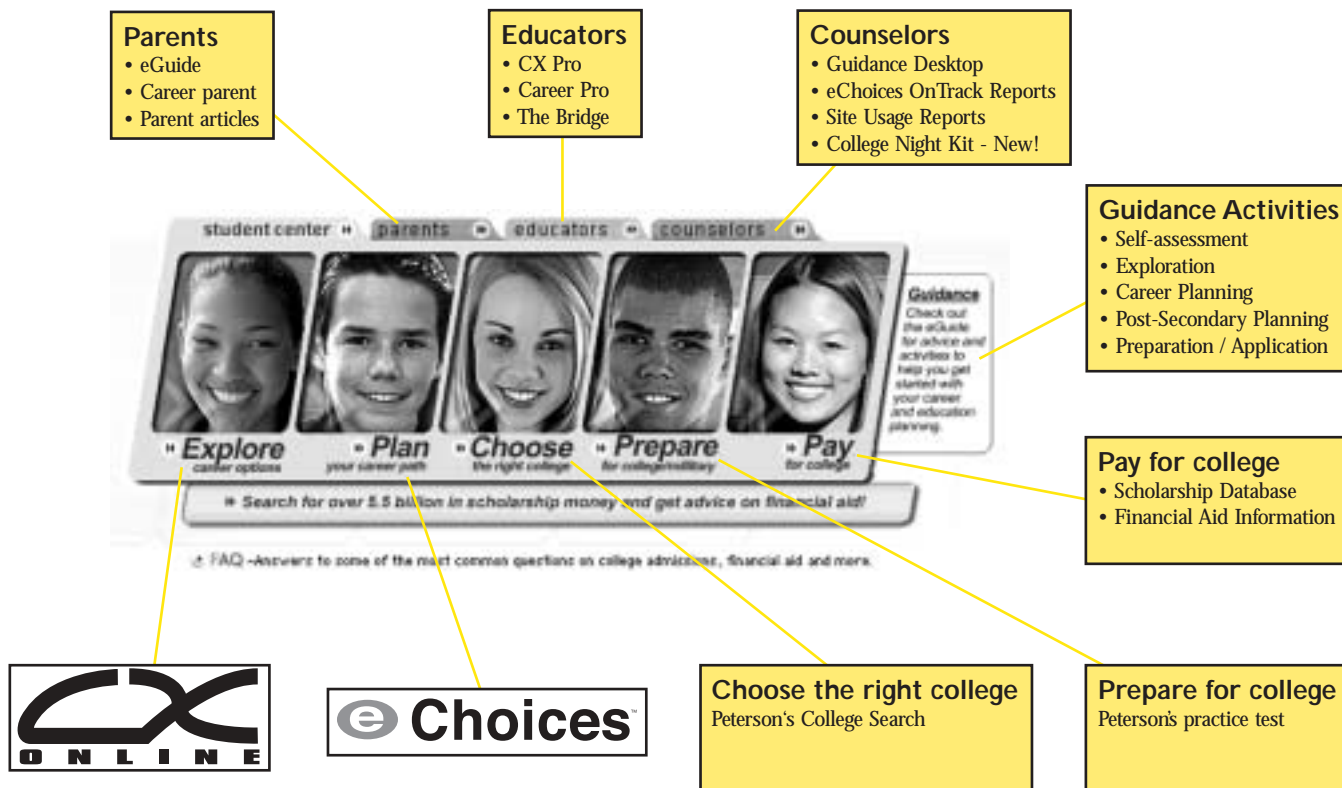 Parents
• eGuide
• Career parent
• Parent articles
Educators
• CX Pro
• Career Pro
• The Bridge
Counselors
• Guidance Desktop
• eChoices OnTrack Reports
• Site Usage Reports
• College Night Kit - New!
Guidance Activities
• Self-assessment
• Exploration
• Career Planning
• Post-Secondary Planning
• Preparation / Application
student center
parents
educators
counselors
Guidance
Check out
the eGuide
for advice and
activities to
help you get
started with
your career
and education
planning.
Explore
career options
Plan
your career path
Choose
the right college
Prepare
for college/military
Pay
for college
Search for over 5.5 billion in scholarship money and get advice on financial aid!
FAQ -Answers to some of the most common questions on college admissions, financial aid and more.
Pay for college
• Scholarship Database
• Financial Aid Information
CX
ONLINE
e Choices™
Choose the right college
Peterson's College Search
Prepare for college
Peterson's practice test